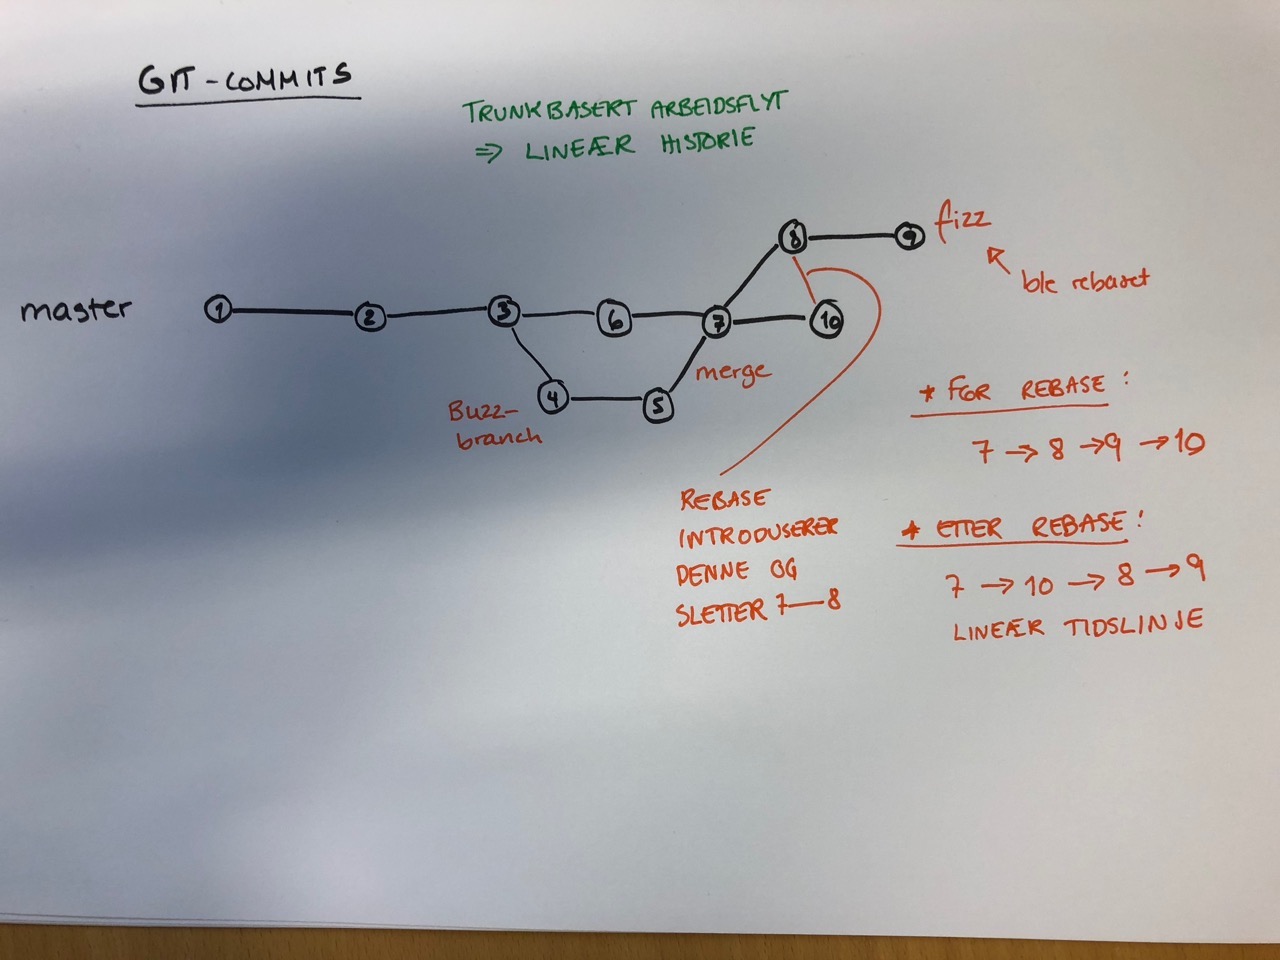 GIT-COMMITS
TRUNKBASERT ARBEIDSFLYT
⇒ LINEÆR HISTORIE
fizz
ble rebaset
master
1 2 3 6 7 10
8 9
4 5
merge
Buzz-
branch
REBASE
INTRODUSERER
DENNE OG
SLETTER 7—8
* FØR REBASE:
7 → 8 → 9 → 10
* ETTER REBASE:
7 → 10 → 8 → 9
LINEÆR TIDSLINJE